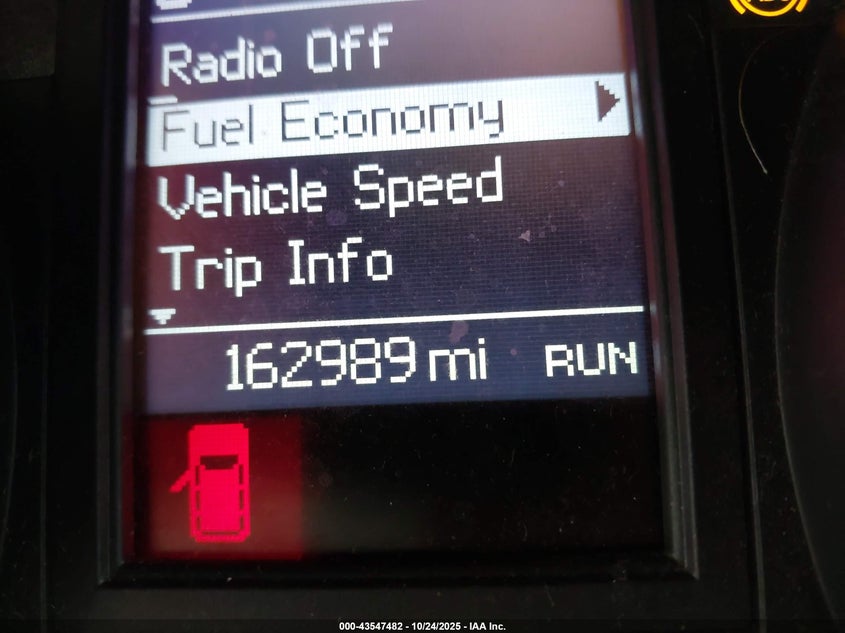 Radio Off
Fuel Economy
Vehicle Speed
Trip Info
162989 mi RUN
000-43547482 - 10/24/2025 - IAA Inc.